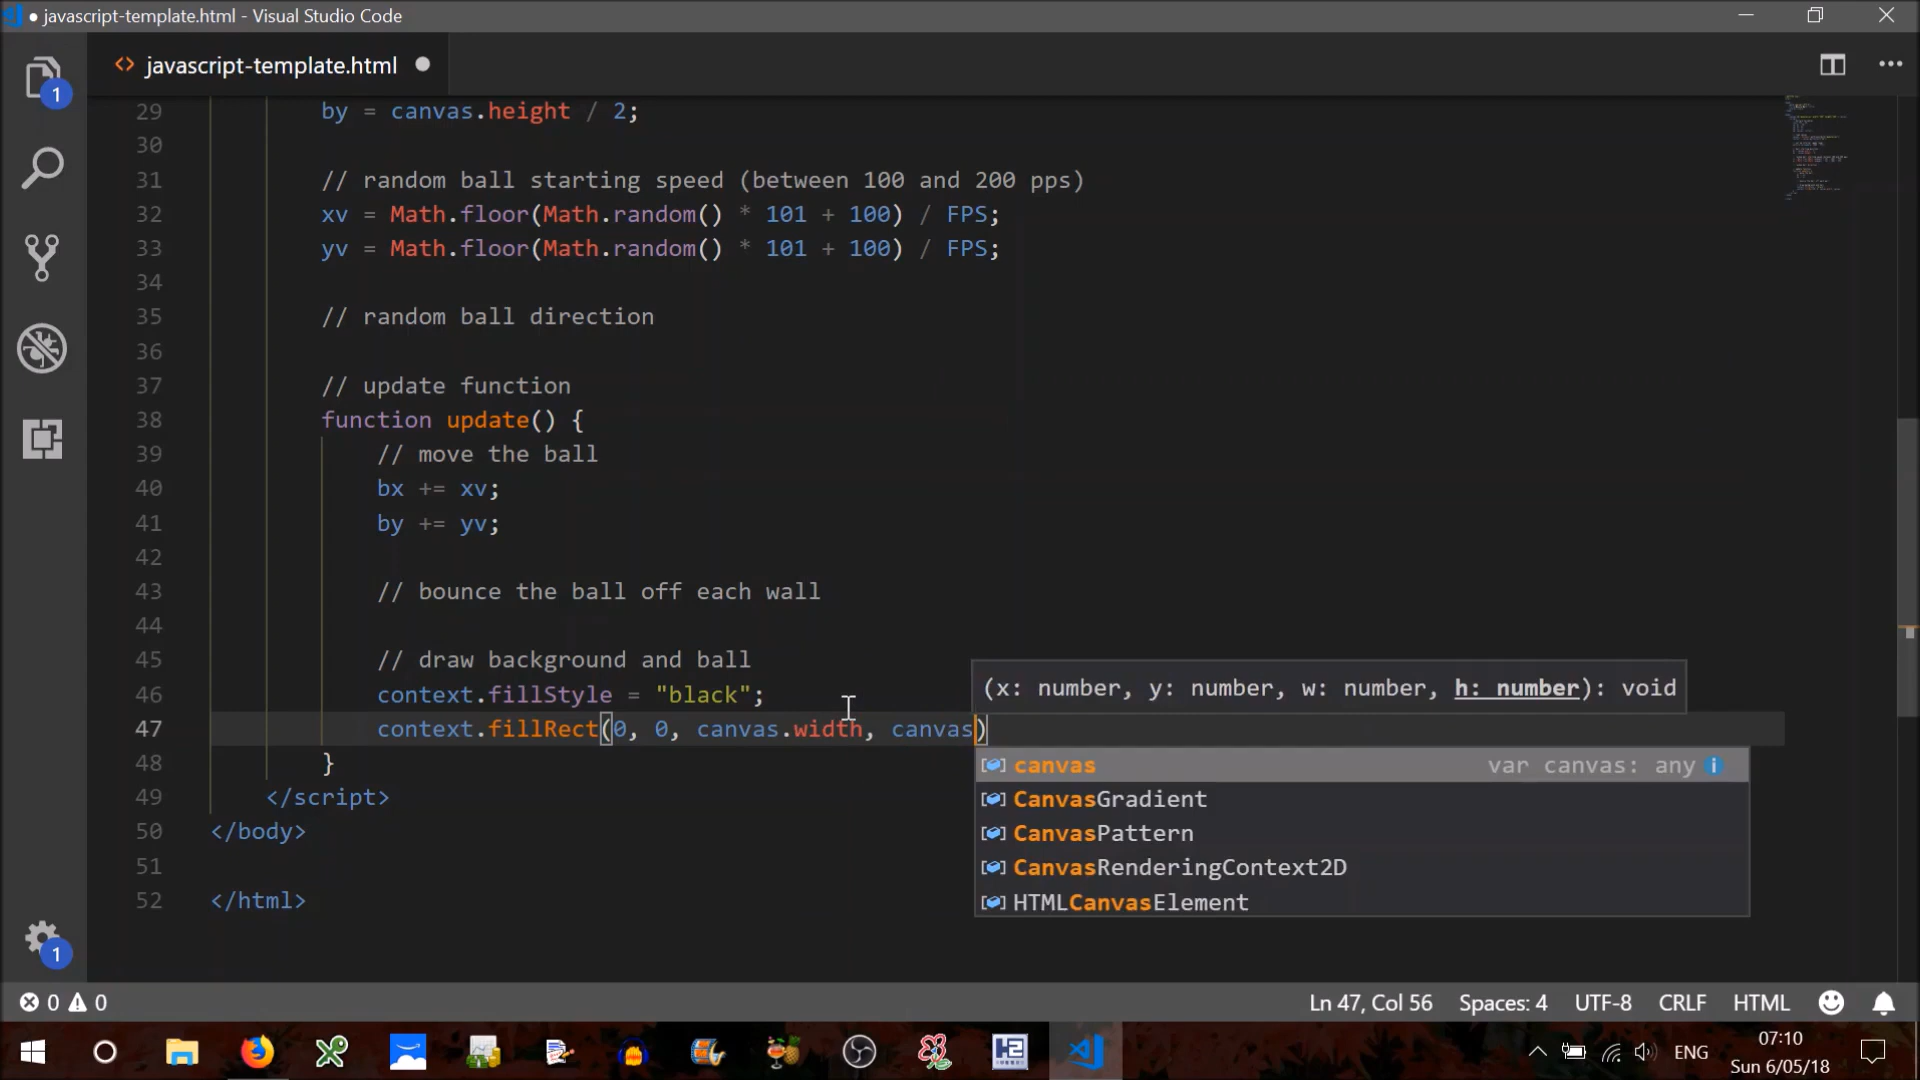 javascript-template.html - Visual Studio Code
javascript-template.html
1
29 by = canvas.height / 2;
30
31 // random ball starting speed (between 100 and 200 pps)
32 xv = Math.floor(Math.random() * 101 + 100) / FPS;
33 yv = Math.floor(Math.random() * 101 + 100) / FPS;
34
35 // random ball direction
36
37 // update function
38 function update() {
39 // move the ball
40 bx += xv;
41 by += yv;
42
43 // bounce the ball off each wall
44
45 // draw background and ball
46 context.fillStyle = "black";
(x: number, y: number, w: number, h: number): void
47 context.fillRect(0, 0, canvas.width, canvas)
canvas var canvas: any
48 }
CanvasGradient
49 </script>
CanvasPattern
50 </body>
CanvasRenderingContext2D
51
HTMLCanvasElement
52 </html>
1
0 0 Ln 47, Col 56 Spaces: 4 UTF-8 CRLF HTML
ENG
07:10
Sun 6/05/18